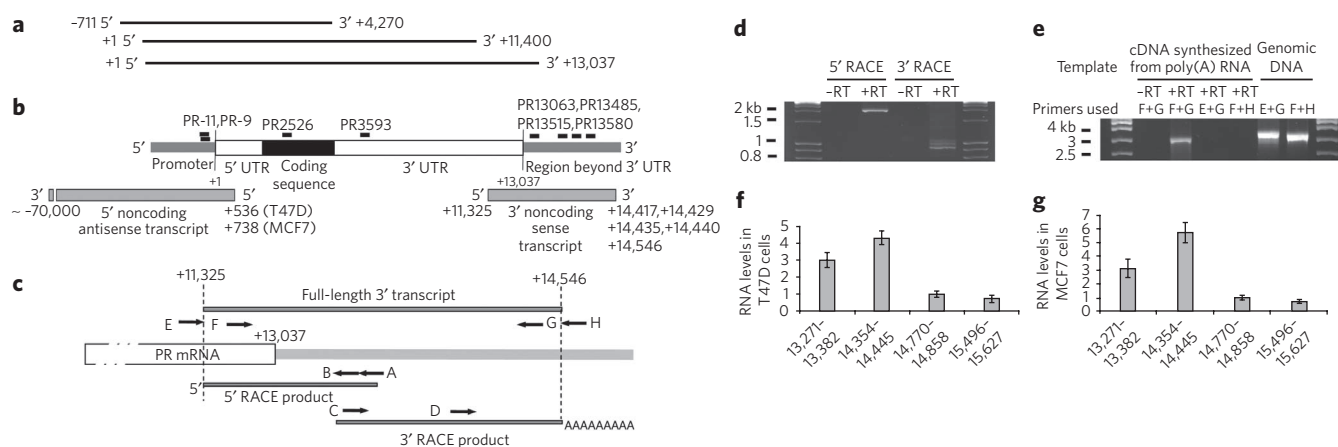 a
−711 5′ 3′ +4,270
+1 5′ 3′ +11,400
+1 5′ 3′ +13,037
b
PR-11,PR-9
PR2526
PR3593
PR13063,PR13485,
PR13515,PR13580
5′ 3′
Promoter
5′ UTR
Coding
sequence
3′ UTR
Region beyond 3′ UTR
+1
+13,037
3′ 5′
~ −70,000
5′ noncoding
antisense transcript
+536 (T47D)
+738 (MCF7)
5′ 3′
+11,325
3′ noncoding
sense
transcript
+14,417,+14,429
+14,435,+14,440
+14,546
c
+11,325
+14,546
Full-length 3′ transcript
E F G H
+13,037
PR mRNA
B A
5′
5′ RACE product
C D
AAAAAAAAA
3′ RACE product
d
5′ RACE 3′ RACE
−RT +RT −RT +RT
2 kb
1.5
1
0.8
e
cDNA synthesized
from poly(A) RNA
Genomic
DNA
Template
−RT +RT +RT +RT
Primers used F+G F+G E+G F+H E+G F+H
4 kb
3
2.5
f
RNA levels in
T47D cells
5
4
3
2
1
0
13,271–
13,382
14,354–
14,445
14,770–
14,858
15,496–
15,627
g
RNA levels in
MCF7 cells
7
6
5
4
3
2
1
0
13,271–
13,382
14,354–
14,445
14,770–
14,858
15,496–
15,627